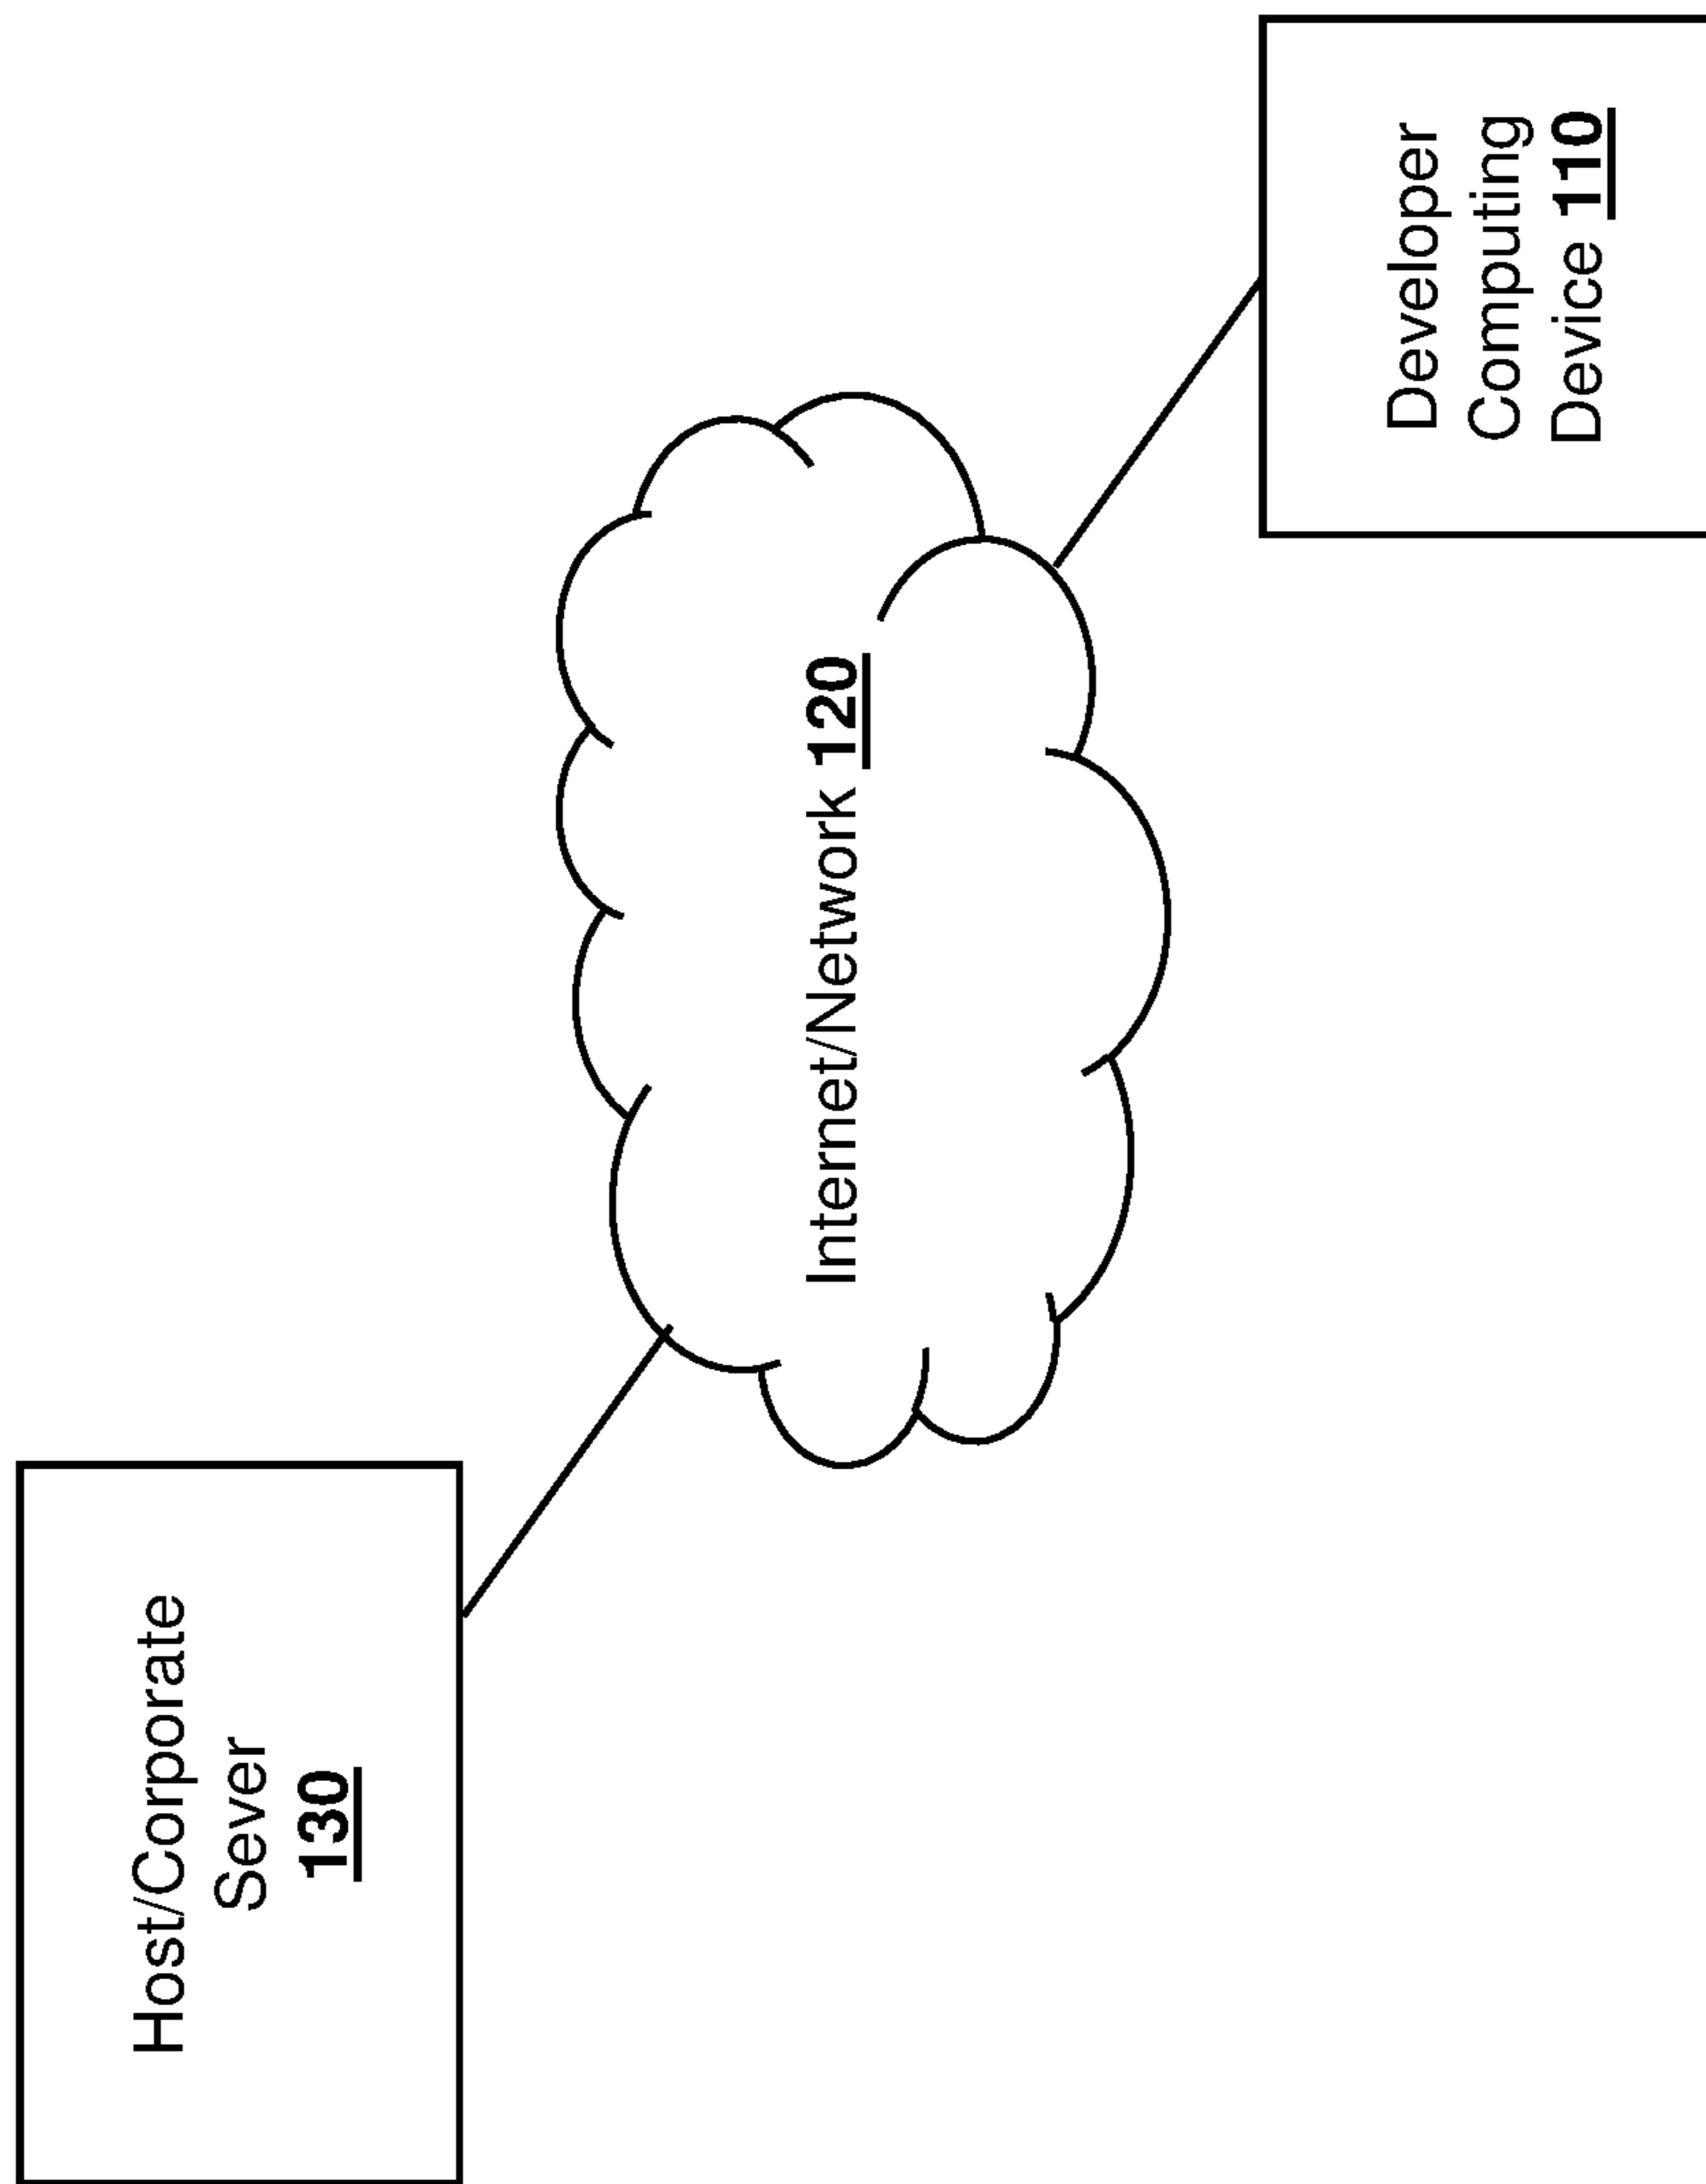 Host/Corporate
Sever
130
Internet/Network 120
Developer
Computing
Device 110